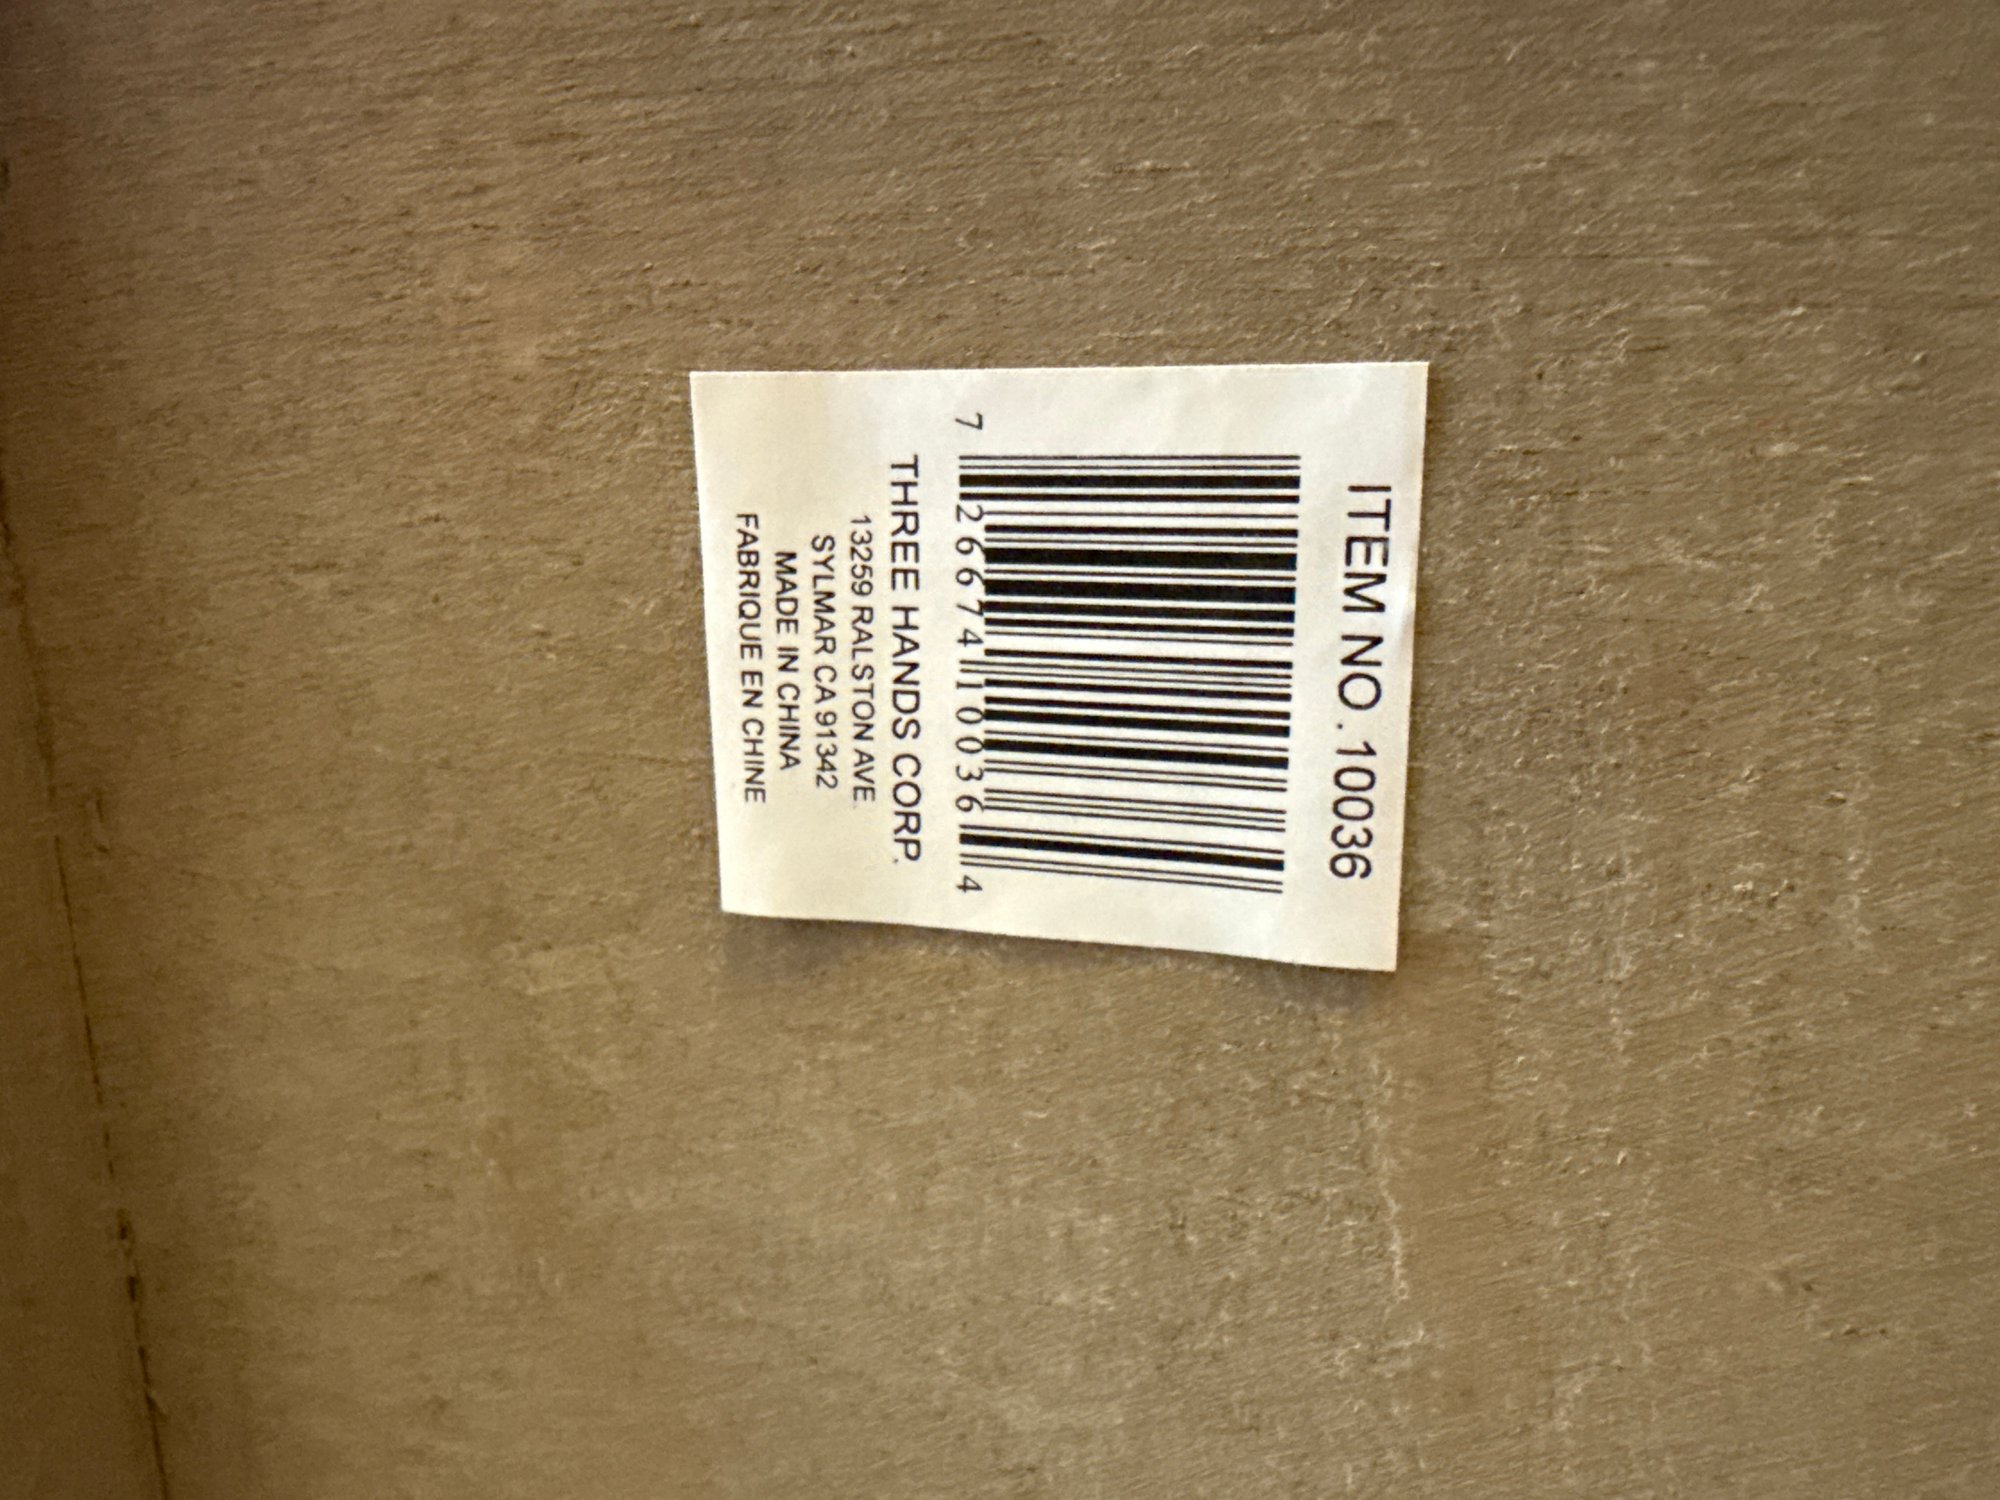 ITEM NO. 10036
7 26674 10036 4
THREE HANDS CORP.
13259 RALSTON AVE.
SYLMAR CA 91342
MADE IN CHINA
FABRIQUE EN CHINE